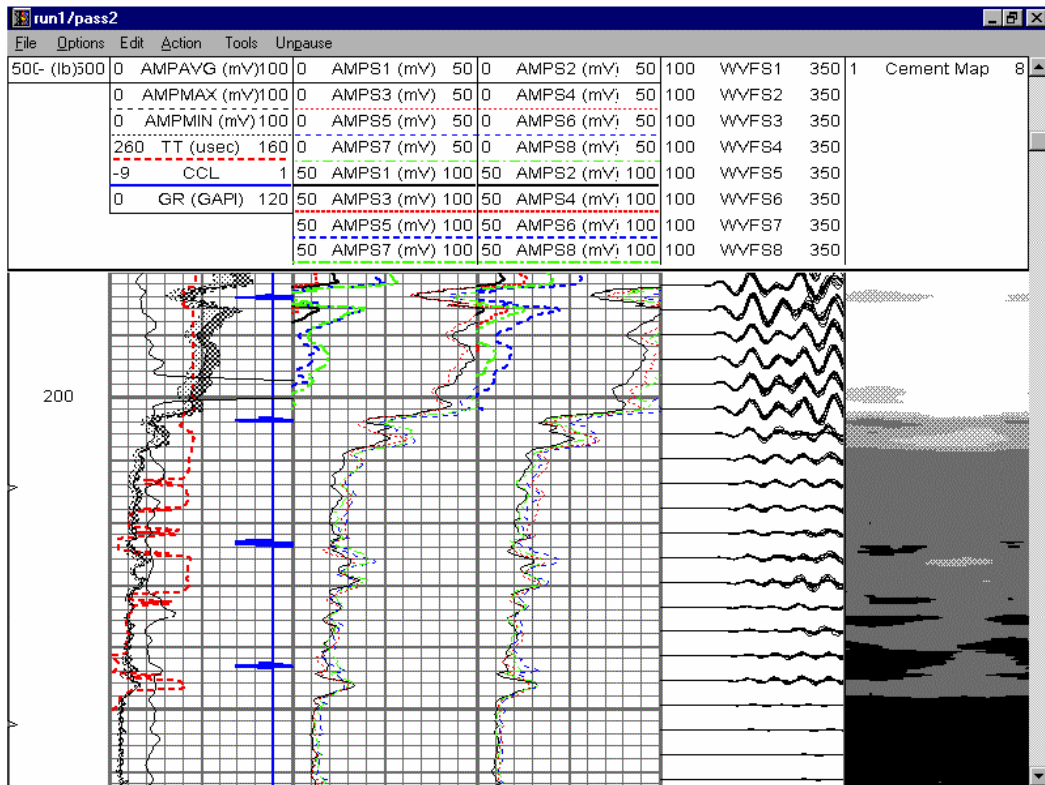 run1/pass2
File Options Edit Action Tools Unpause
500- (lb)500 0 AMPAVG (mV)100 0 AMPS1 (mV) 50 0 AMPS2 (mV) 50 100 WVFS1 350 1 Cement Map 8
0 AMPMAX (mV)100 0 AMPS3 (mV) 50 0 AMPS4 (mV) 50 100 WVFS2 350
0 AMPMIN (mV) 100 0 AMPS5 (mV) 50 0 AMPS6 (mV) 50 100 WVFS3 350
260 TT (usec) 160 0 AMPS7 (mV) 50 0 AMPS8 (mV) 50 100 WVFS4 350
-9 CCL 1 50 AMPS1 (mV) 100 50 AMPS2 (mV) 100 100 WVFS5 350
0 GR (GAPI) 120 50 AMPS3 (mV) 100 50 AMPS4 (mV) 100 100 WVFS6 350
50 AMPS5 (mV) 100 50 AMPS6 (mV) 100 100 WVFS7 350
50 AMPS7 (mV) 100 50 AMPS8 (mV) 100 100 WVFS8 350
200